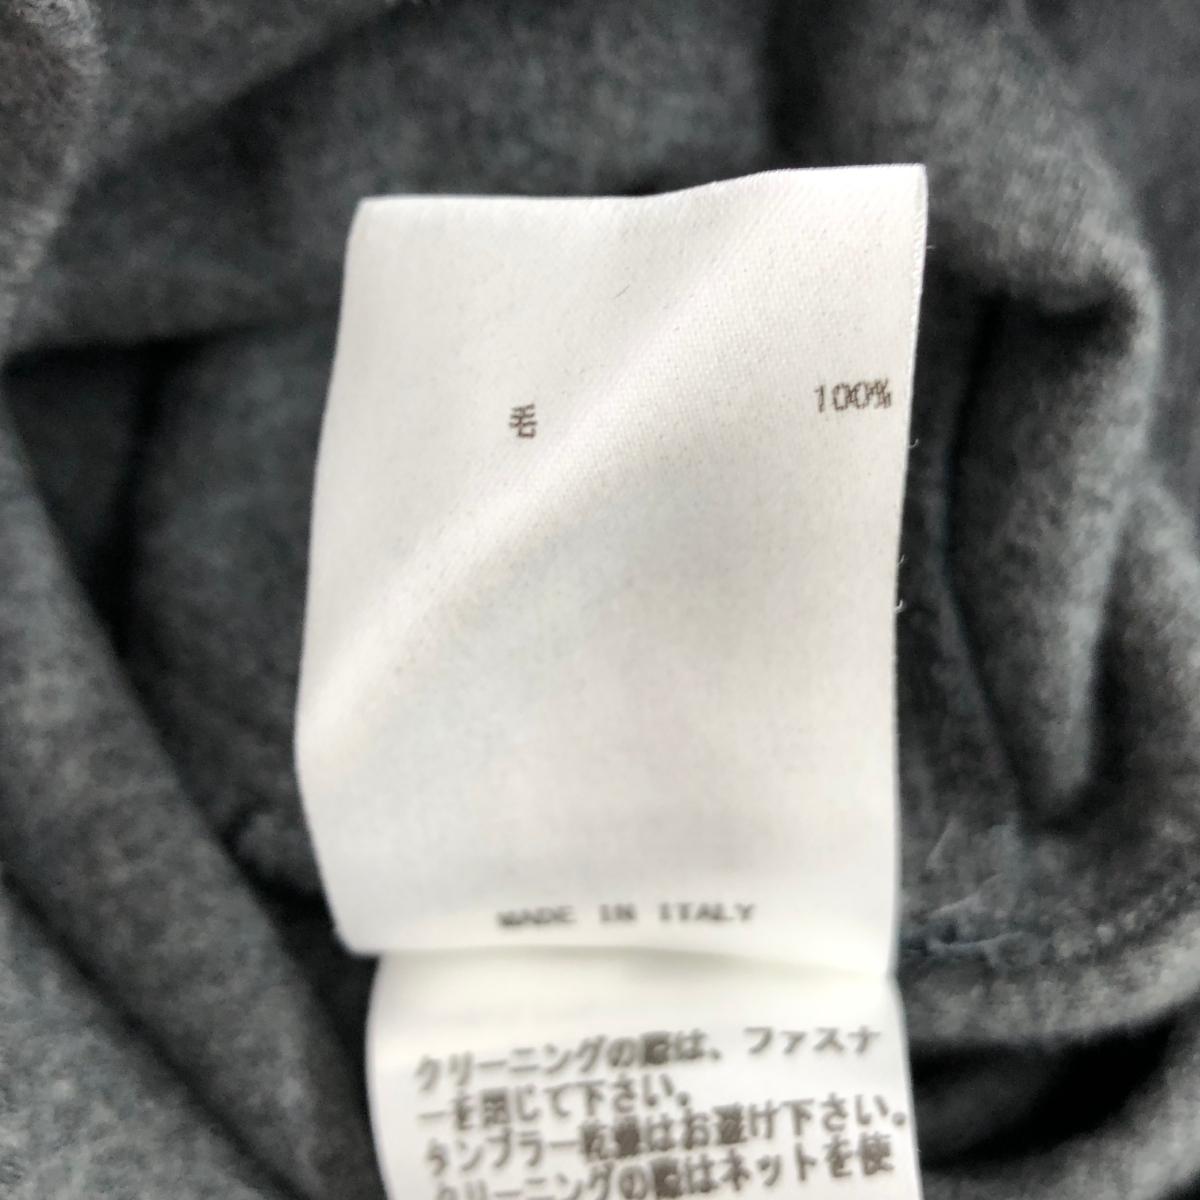 毛 100%
MADE IN ITALY
クリーニングの際は、ファスナ
ーを閉じて下さい。
タンブラー乾燥はお避け下さい。
クリーニングの際はネットを使